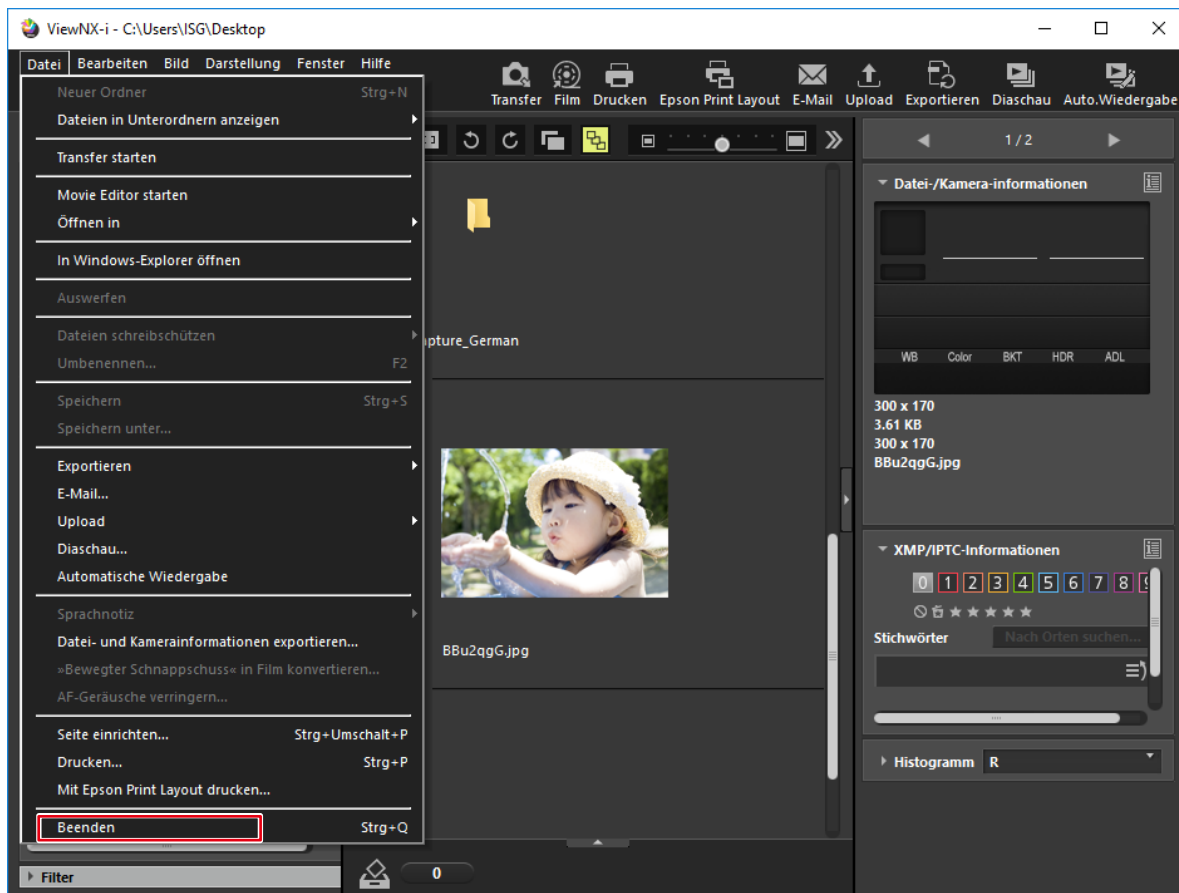 ViewNX-i - C:\Users\ISG\Desktop
Datei Bearbeiten Bild Darstellung Fenster Hilfe
Transfer Film Drucken Epson Print Layout E-Mail Upload Exportieren Diaschau Auto.Wiedergabe
Neuer Ordner Strg+N
Dateien in Unterordnern anzeigen
Transfer starten
Movie Editor starten
Öffnen in
In Windows-Explorer öffnen
Auswerfen
Dateien schreibschützen
Umbenennen... F2
Speichern Strg+S
Speichern unter...
Exportieren
E-Mail...
Upload
Diaschau...
Automatische Wiedergabe
Sprachnotiz
Datei- und Kamerainformationen exportieren...
»Bewegter Schnappschuss« in Film konvertieren...
AF-Geräusche verringern...
Seite einrichten... Strg+Umschalt+P
Drucken... Strg+P
Mit Epson Print Layout drucken...
Beenden Strg+Q
Filter
pture_German
BBu2qgG.jpg
0
1 / 2
Datei-/Kamera-informationen
WB Color BKT HDR ADL
300 x 170
3.61 KB
300 x 170
BBu2qgG.jpg
XMP/IPTC-Informationen
0 1 2 3 4 5 6 7 8 9
Stichwörter Nach Orten suchen...
Histogramm R